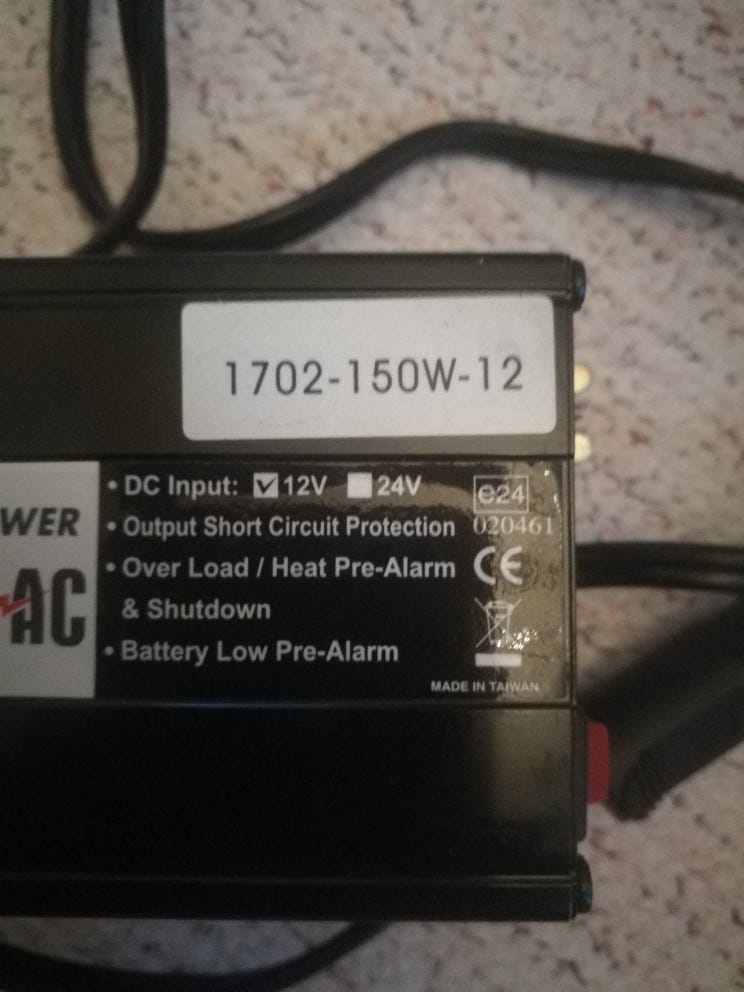 1702-150W-12
• DC Input: ☑12V ☐24V
• Output Short Circuit Protection
• Over Load / Heat Pre-Alarm
& Shutdown
• Battery Low Pre-Alarm
WER
AC
e24
020461
CE
MADE IN TAIWAN